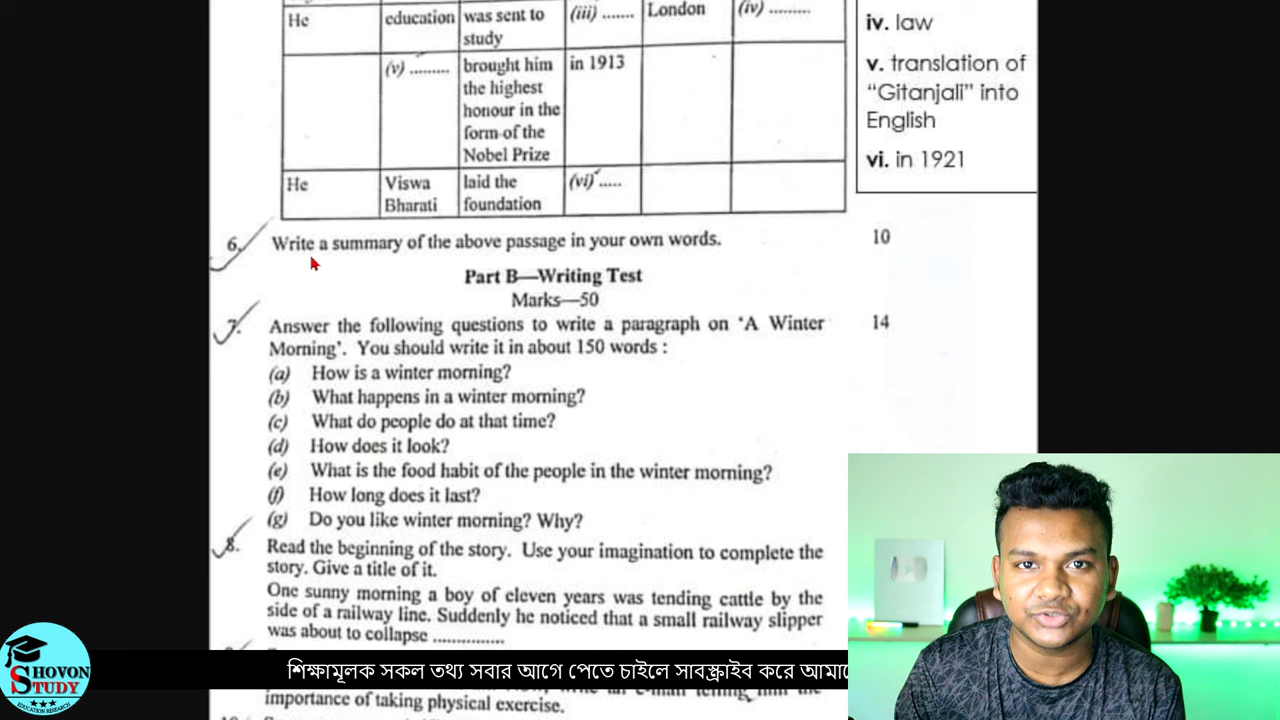 He education was sent to study (iii) ....... London (iv) .........
(v) ......... brought him the highest honour in the form of the Nobel Prize in 1913
He Viswa Bharati laid the foundation (vi) .....
iv. law
v. translation of
“Gitanjali” into
English
vi. in 1921
6. Write a summary of the above passage in your own words. 10
Part B—Writing Test
Marks—50
7. Answer the following questions to write a paragraph on ‘A Winter 14
Morning’. You should write it in about 150 words :
(a) How is a winter morning?
(b) What happens in a winter morning?
(c) What do people do at that time?
(d) How does it look?
(e) What is the food habit of the people in the winter morning?
(f) How long does it last?
(g) Do you like winter morning? Why?
8. Read the beginning of the story. Use your imagination to complete the
story. Give a title of it.
One sunny morning a boy of eleven years was tending cattle by the
side of a railway line. Suddenly he noticed that a small railway slipper
was about to collapse ...............
শিক্ষামূলক সকল তথ্য সবার আগে পেতে চাইলে সাবস্ক্রাইব করে
importance of taking physical exercise.
SHOVON
STUDY
EDUCATION RESEARCH